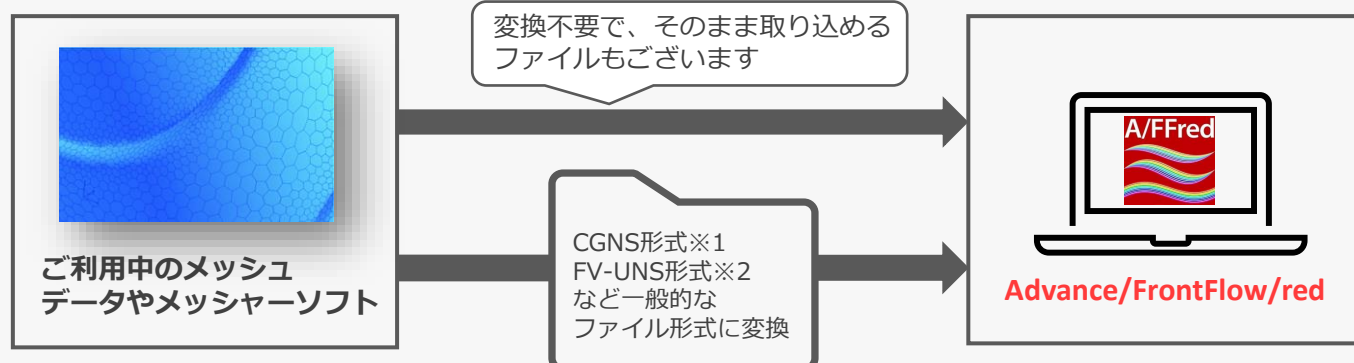 変換不要で、そのまま取り込める
ファイルもございます
A/FFred
ご利用中のメッシュ
データやメッシャーソフト
CGNS形式※1
FV-UNS形式※2
など一般的な
ファイル形式に変換
Advance/FrontFlow/red